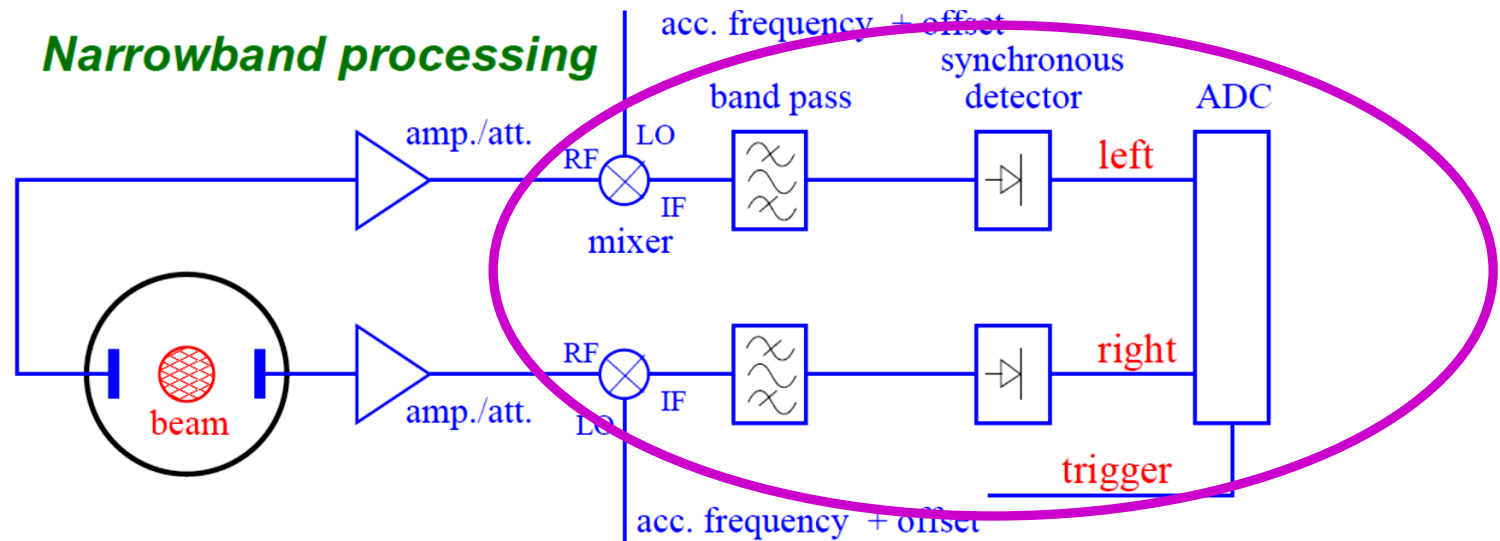 Narrowband processing
acc. frequency + offset
synchronous
detector
band pass
ADC
amp./att.
LO
RF
IF
mixer
left
beam
amp./att.
RF
IF
LO
right
trigger
acc. frequency + offset